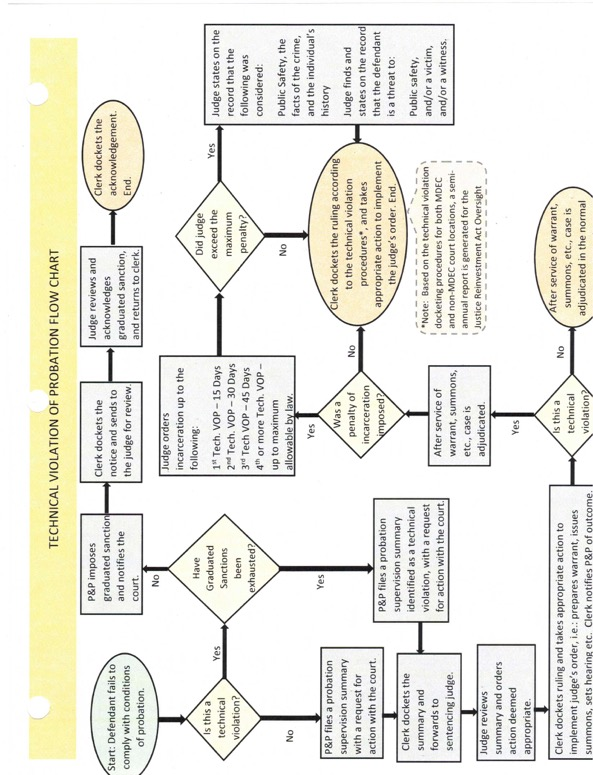 TECHNICAL VIOLATION OF PROBATION FLOW CHART
Start: Defendant fails to
comply with conditions
of probation.
Is this a
technical
violation?
Yes
No
Have
Graduated
Sanctions
been
exhausted?
No
Yes
P&P imposes
graduated sanction
and notifies the
court.
Clerk dockets the
notice and sends to
the judge for review.
Judge reviews and
acknowledges
graduated sanction,
and returns to clerk.
Clerk dockets the
acknowledgement.
End.
P&P files a probation
supervision summary
with a request for
action with the court.
P&P files a probation
supervision summary
identified as a technical
violation, with a request
for action with the court.
Clerk dockets the
summary and
forwards to
sentencing judge.
Judge reviews
summary and orders
action deemed
appropriate.
Clerk dockets ruling and takes appropriate action to
implement judge's order, i.e.: prepares warrant, issues
summons, sets hearing etc. Clerk notifies P&P of outcome.
Is this a
technical
violation?
Yes
No
After service of warrant,
summons, etc., case is
adjudicated in the normal
After service of
warrant, summons,
etc., case is
adjudicated.
Was a
penalty of
incarceration
imposed?
Yes
No
Judge orders
incarceration up to the
following:
1st Tech. VOP – 15 Days
2nd Tech. VOP – 30 Days
3rd Tech VOP – 45 Days
4th or more Tech. VOP –
up to maximum
allowable by law.
Did judge
exceed the
maximum
penalty?
Yes
No
Judge states on the
record that the
following was
considered:
Public Safety, the
facts of the crime,
and the individual's
history
Judge finds and
states on the record
that the defendant
is a threat to:
Public safety,
and/or a victim,
and/or a witness.
Clerk dockets the ruling according
to the technical violation
procedures*, and takes
appropriate action to implement
the judge's order. End.
*Note: Based on the technical violation
docketing procedures for both MDEC
and non-MDEC court locations, a semi-
annual report is generated for the
Justice Reinvestment Act Oversight